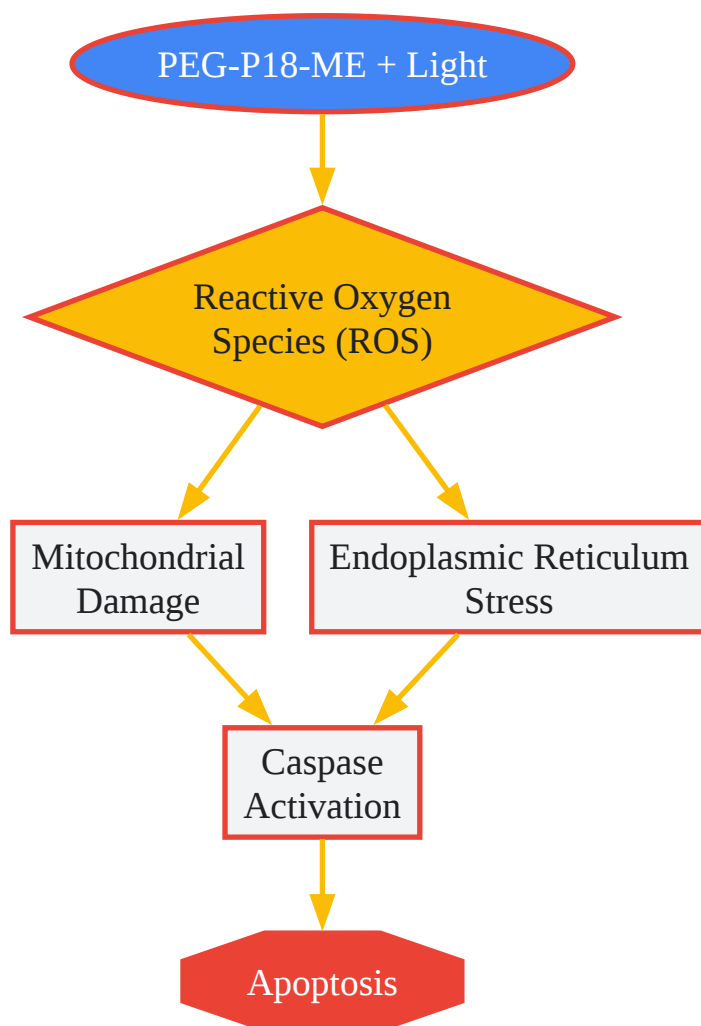 PEG-P18-ME + Light
Reactive Oxygen
Species (ROS)
Mitochondrial
Damage
Endoplasmic Reticulum
Stress
Caspase
Activation
Apoptosis